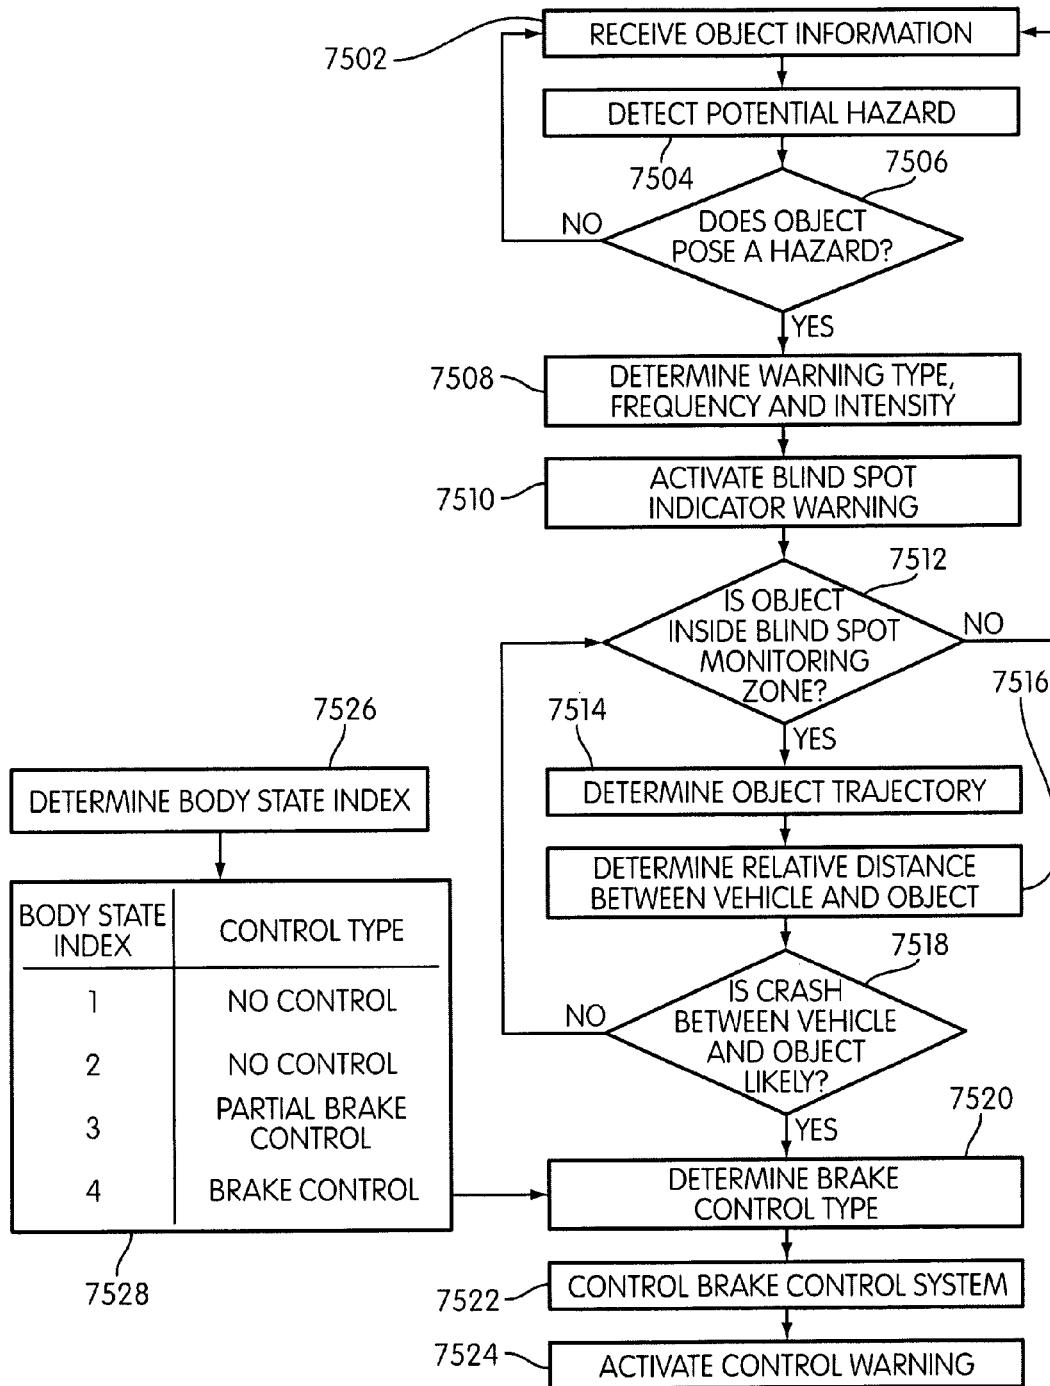 RECEIVE OBJECT INFORMATION
7502
DETECT POTENTIAL HAZARD
7504
7506
NO
DOES OBJECT
POSE A HAZARD?
YES
7508
DETERMINE WARNING TYPE,
FREQUENCY AND INTENSITY
7510
ACTIVATE BLIND SPOT
INDICATOR WARNING
7512
IS OBJECT
INSIDE BLIND SPOT
MONITORING
ZONE?
NO
7516
7514
YES
DETERMINE OBJECT TRAJECTORY
DETERMINE RELATIVE DISTANCE
BETWEEN VEHICLE AND OBJECT
7518
NO
IS CRASH
BETWEEN VEHICLE
AND OBJECT
LIKELY?
YES
7520
7526
DETERMINE BODY STATE INDEX
BODY STATE
INDEX
CONTROL TYPE
1
NO CONTROL
2
NO CONTROL
3
PARTIAL BRAKE
CONTROL
4
BRAKE CONTROL
7528
DETERMINE BRAKE
CONTROL TYPE
7522
CONTROL BRAKE CONTROL SYSTEM
7524
ACTIVATE CONTROL WARNING